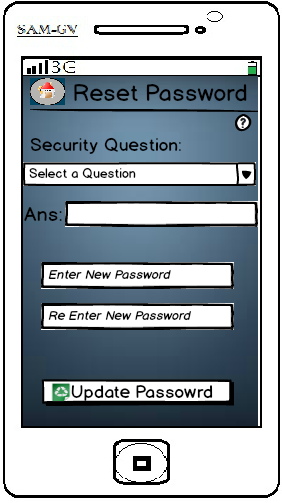 SAM-GV
3G
Reset Password
?
Security Question:
Select a Question
Ans:
Enter New Password
Re Enter New Password
Update Passowrd